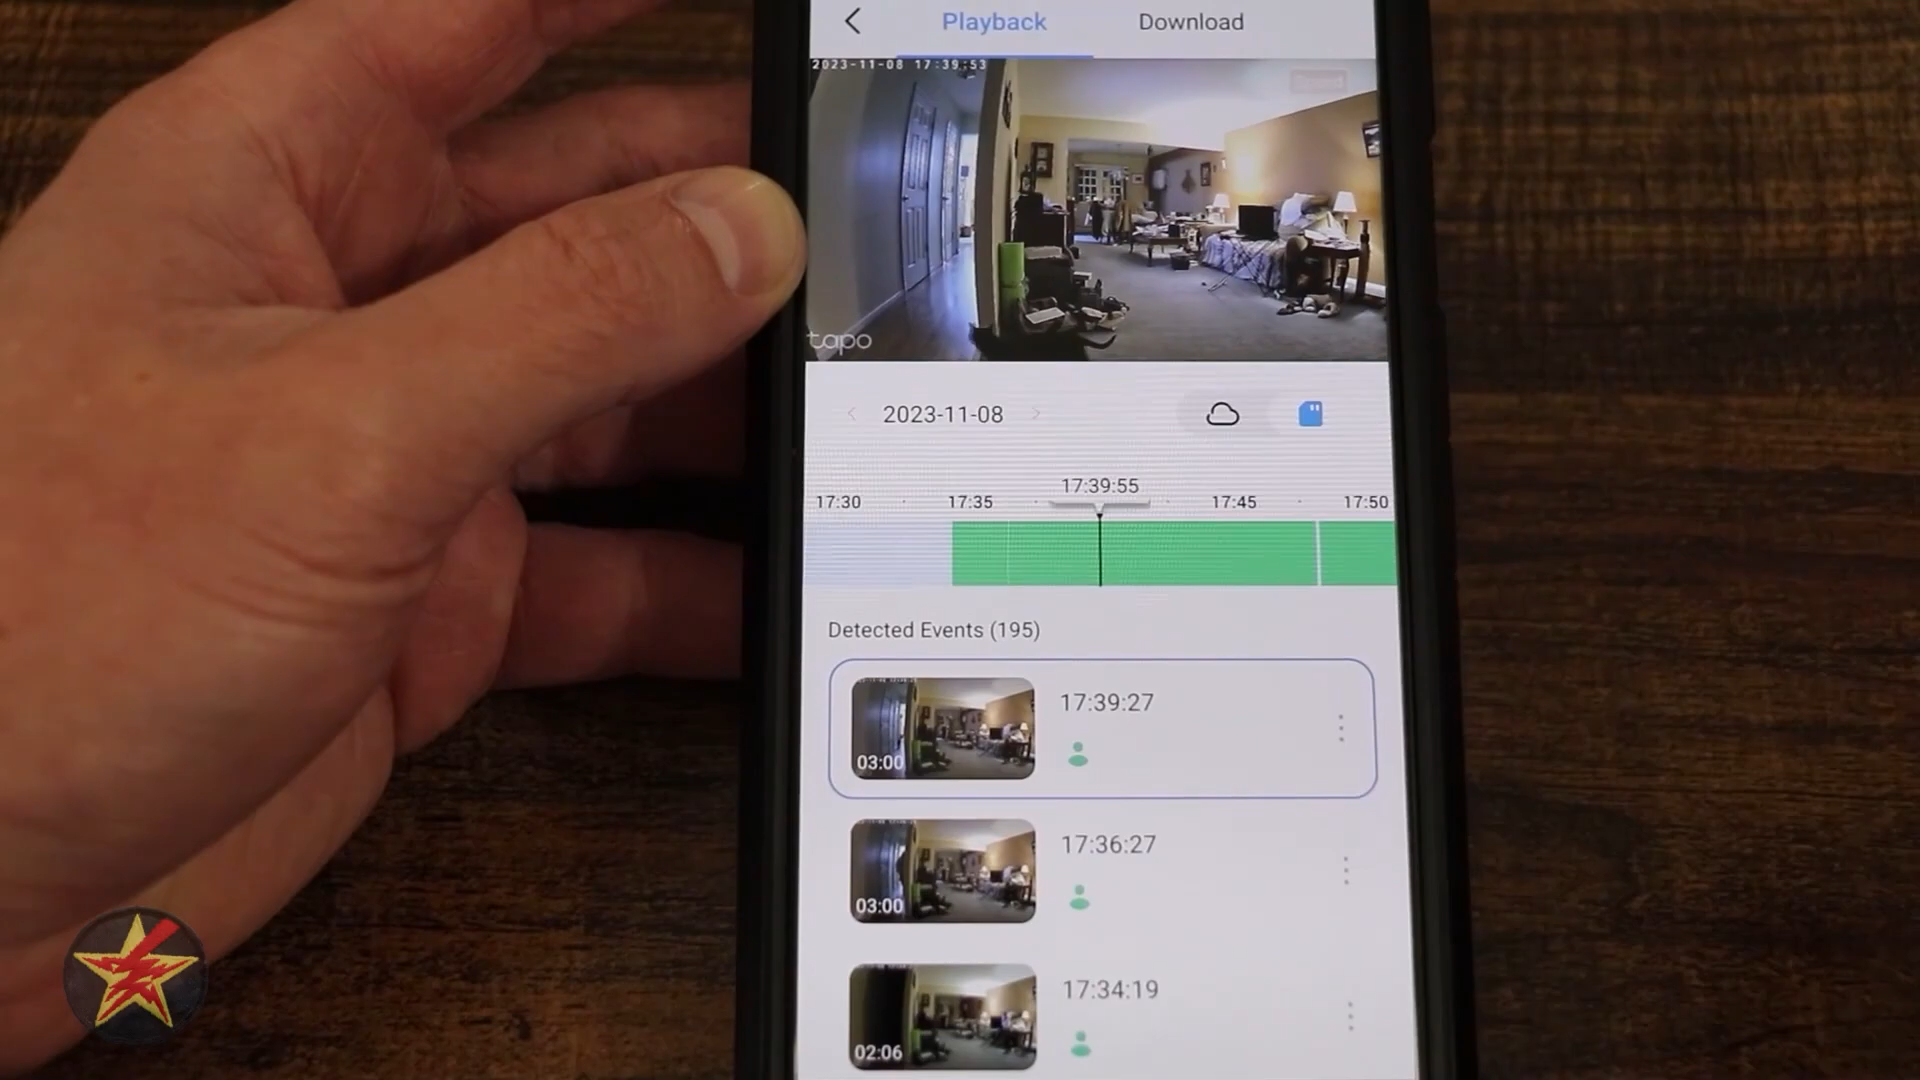 Playback Download
2023-11-08 17:39:53
tapo
2023-11-08
17:39:55
17:30 17:35 17:45 17:50
Detected Events (195)
17:39:27
03:00
17:36:27
03:00
17:34:19
02:06